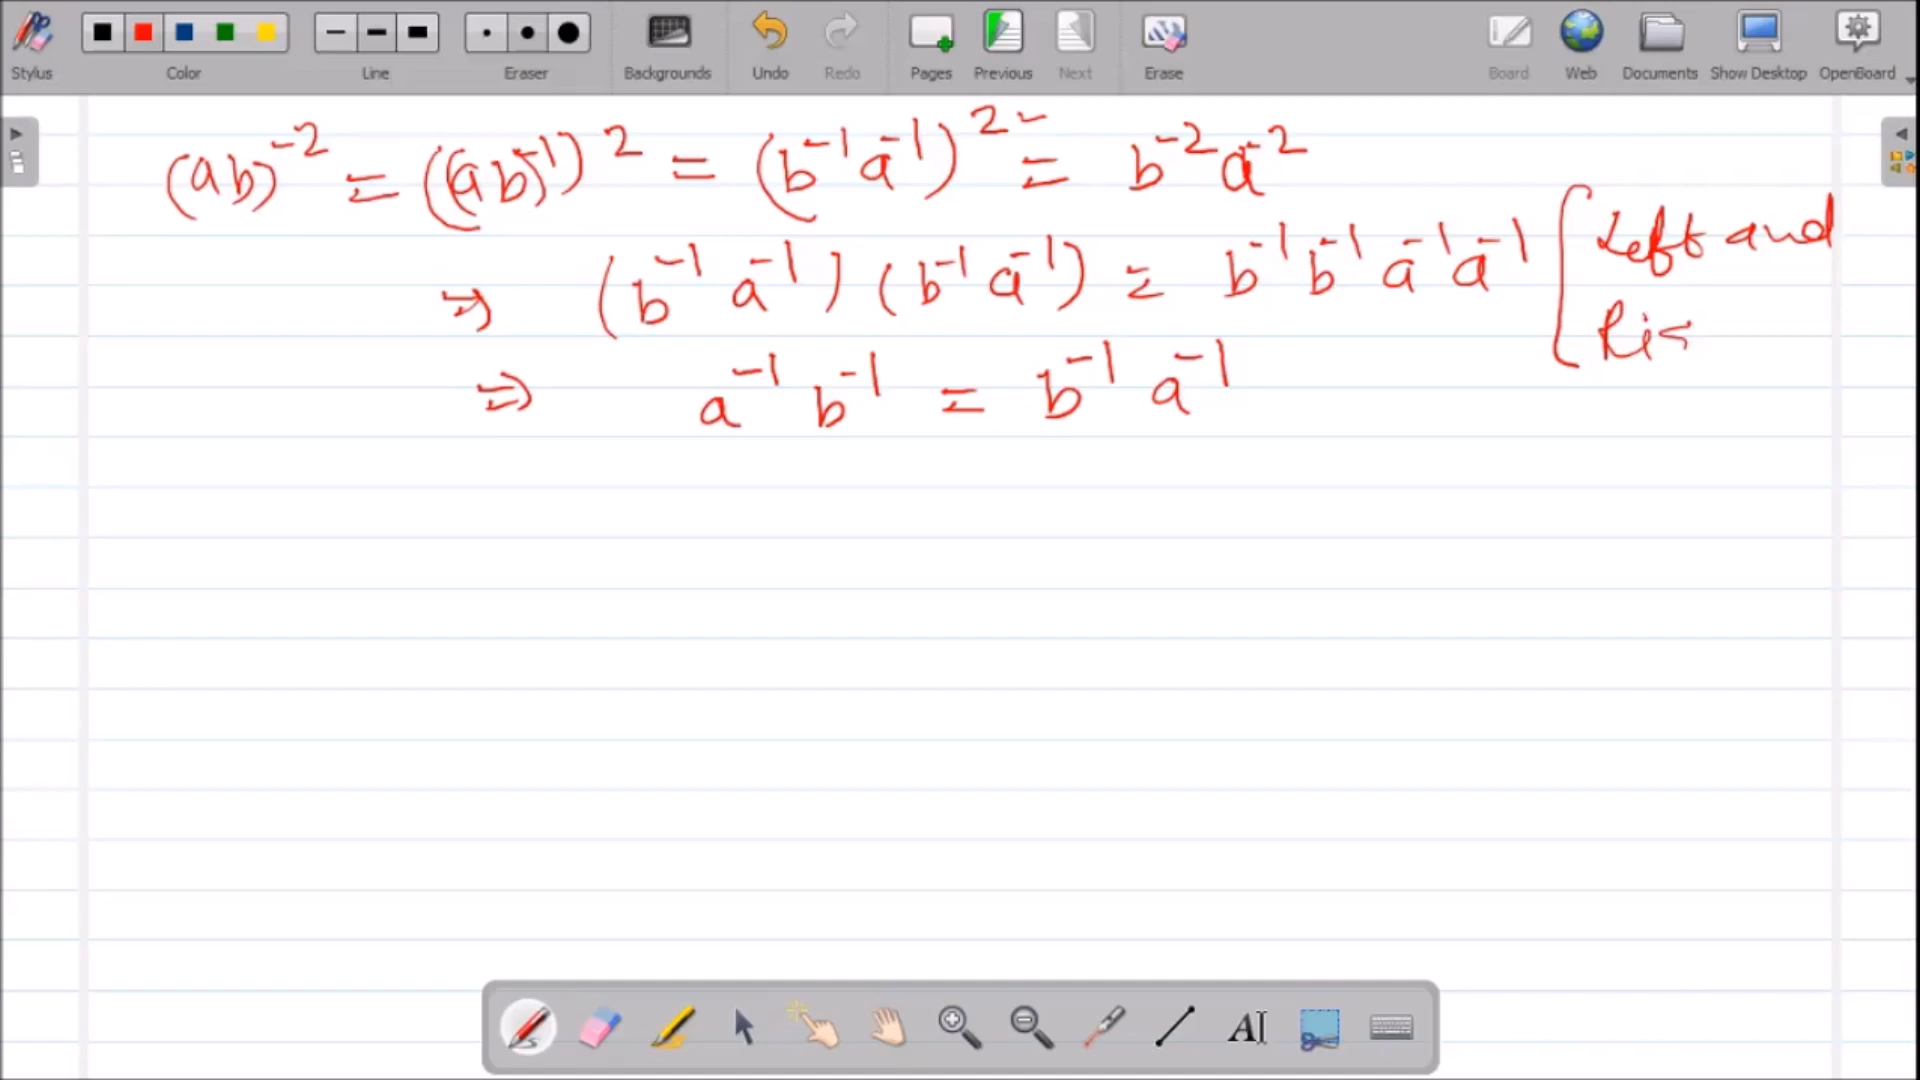 Stylus Color Line Eraser Backgrounds Undo Redo Pages Previous Next Erase Board Web Documents Show Desktop OpenBoard
(ab)⁻² = ((ab)⁻¹)² = (b⁻¹a⁻¹)² = b⁻²a⁻²
⇒ (b⁻¹ a⁻¹) (b⁻¹ a⁻¹) = b⁻¹ b⁻¹ a⁻¹ a⁻¹ [Left and
⇒ a⁻¹ b⁻¹ = b⁻¹ a⁻¹